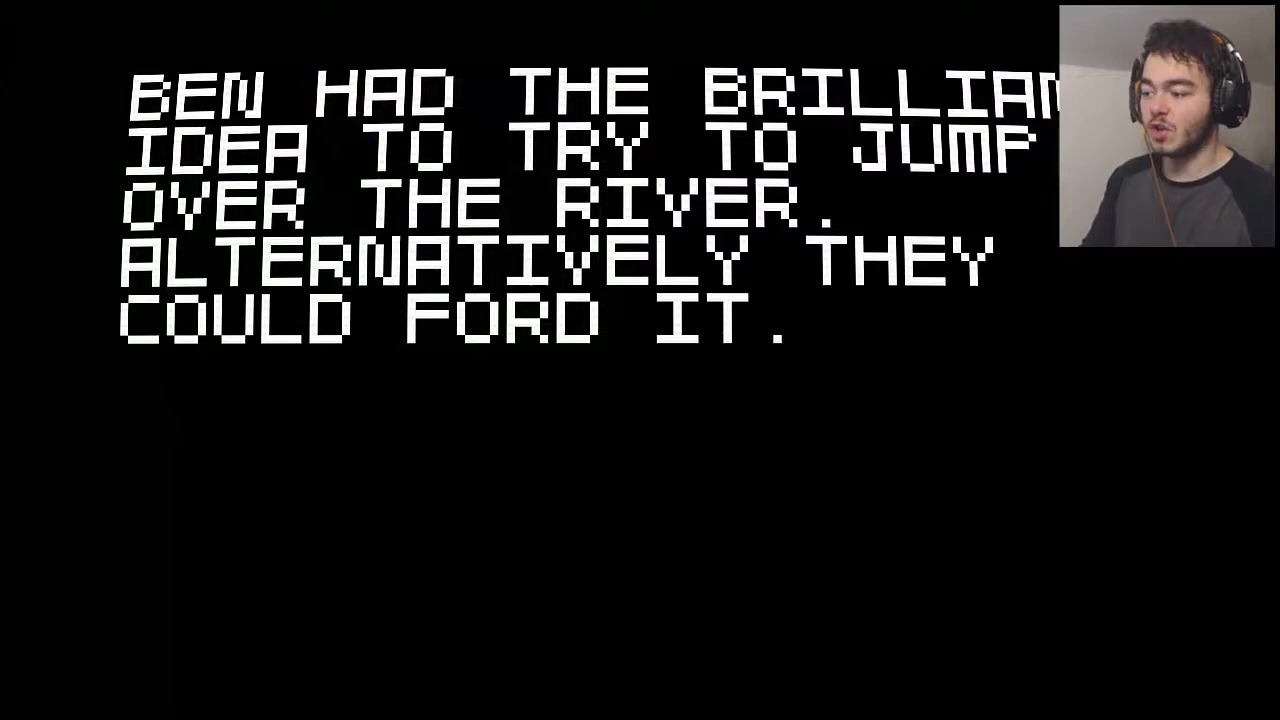 BEN HAD THE BRILLIAN
IDEA TO TRY TO JUMP
OVER THE RIVER.
ALTERNATIVELY THEY
COULD FORD IT.